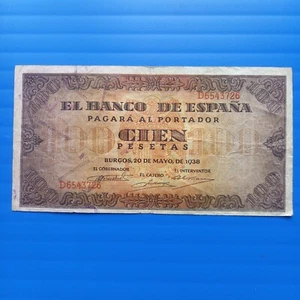 D6543726
EL BANCO DE ESPAÑA
PAGARÁ AL PORTADOR
CIEN
PESETAS
BURGOS, 20 DE MAYO, DE 1938
D6543726
EL GOBERNADOR EL CAJERO EL INTERVENTOR